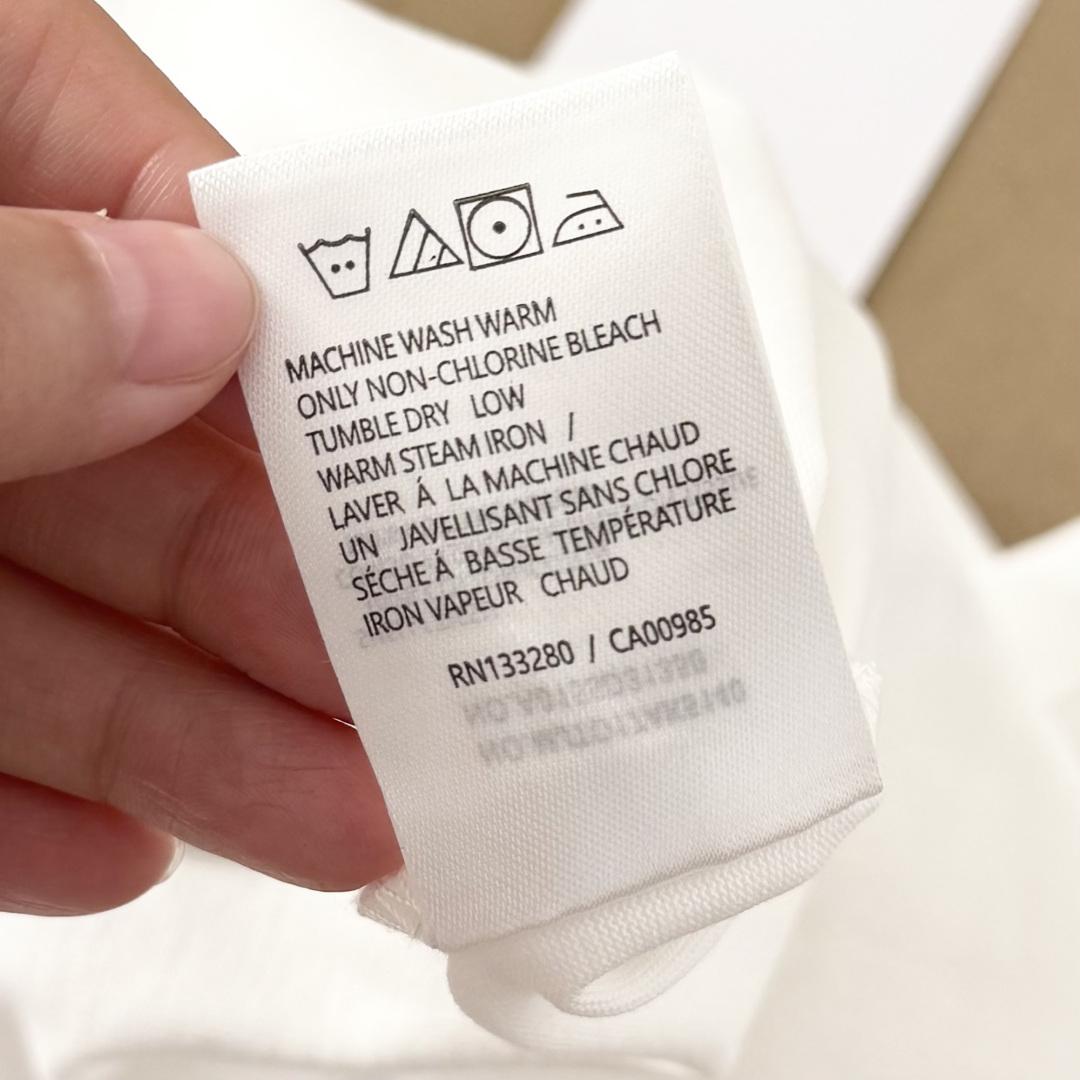 MACHINE WASH WARM
ONLY NON-CHLORINE BLEACH
TUMBLE DRY LOW
WARM STEAM IRON /
LAVER Á LA MACHINE CHAUD
UN JAVELLISANT SANS CHLORE
SÉCHE Á BASSE TEMPÉRATURE
IRON VAPEUR CHAUD
RN133280 / CA00985